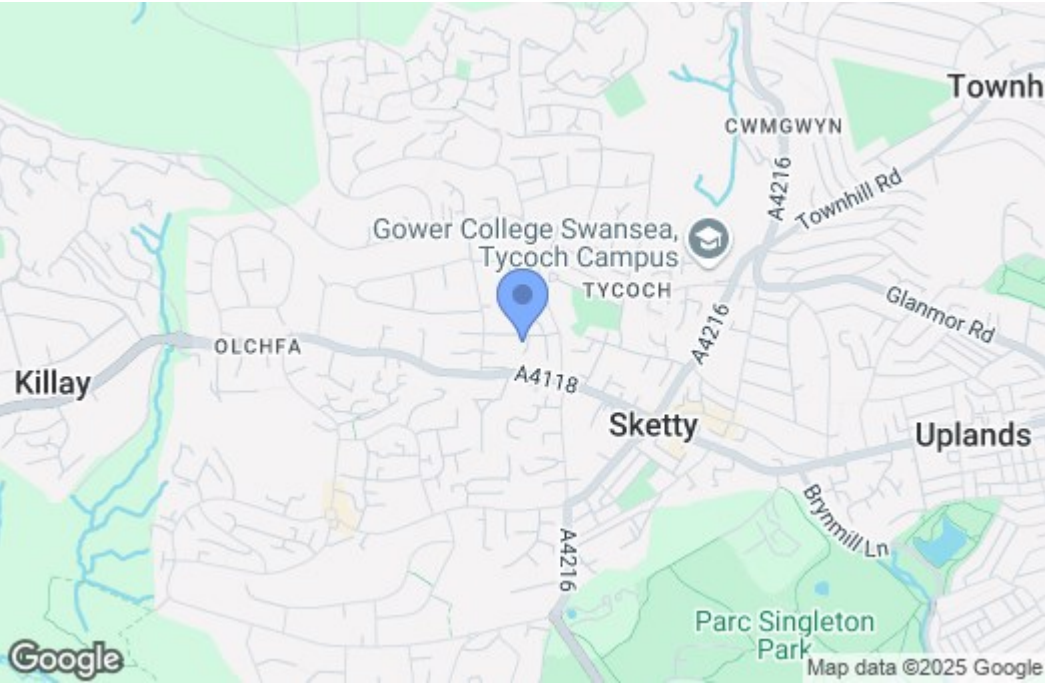 Townh
CWMGWYN
A4216
Townhill Rd
Gower College Swansea,
Tycoch Campus
TYCOCH
Glanmor Rd
A4216
OLCHFA
Killay
A4118
Sketty
Uplands
Brynmill Ln
A4216
Parc Singleton
Park
Google
Map data ©2025 Google